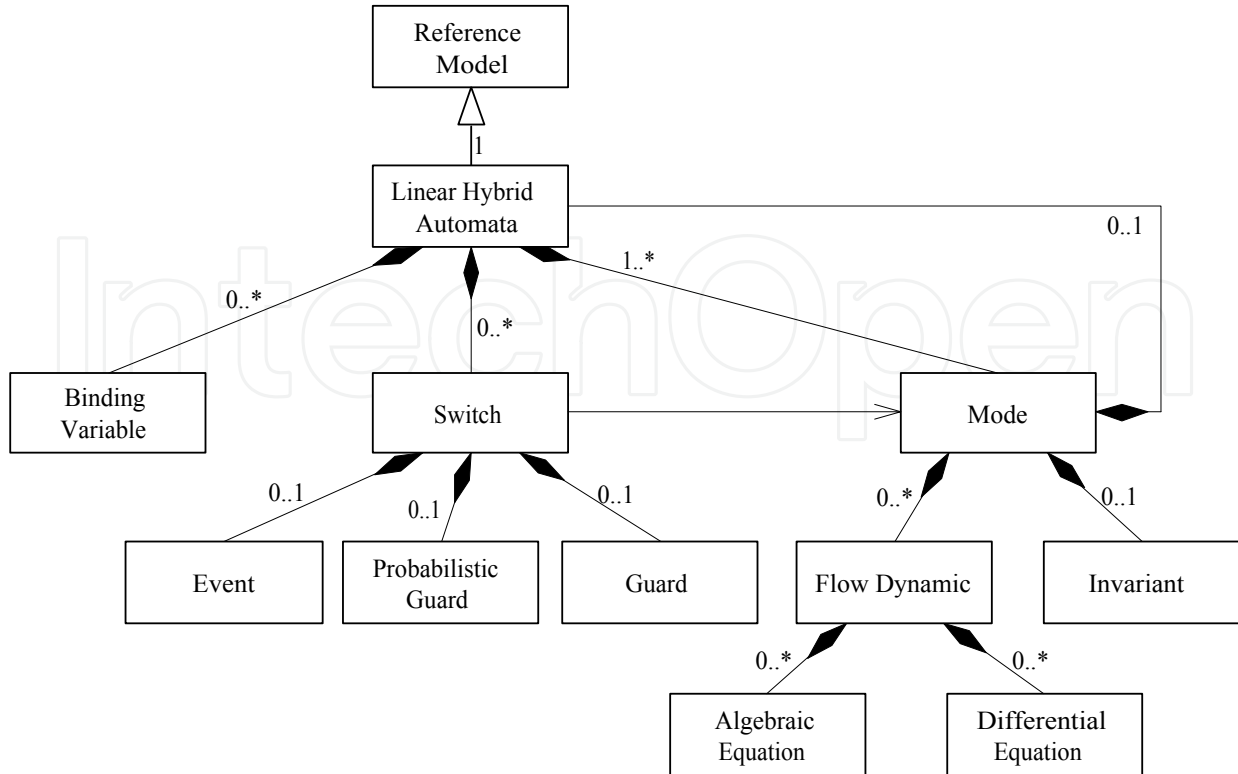 Reference
Model
1
Linear Hybrid
Automata
0..1
1..*
0..*
0..*
IntechOpen
Binding
Variable
Switch
Mode
0..1
0..1
0..1
0..*
0..1
Event
Probabilistic
Guard
Guard
Flow Dynamic
Invariant
0..*
0..*
Algebraic
Equation
Differential
Equation